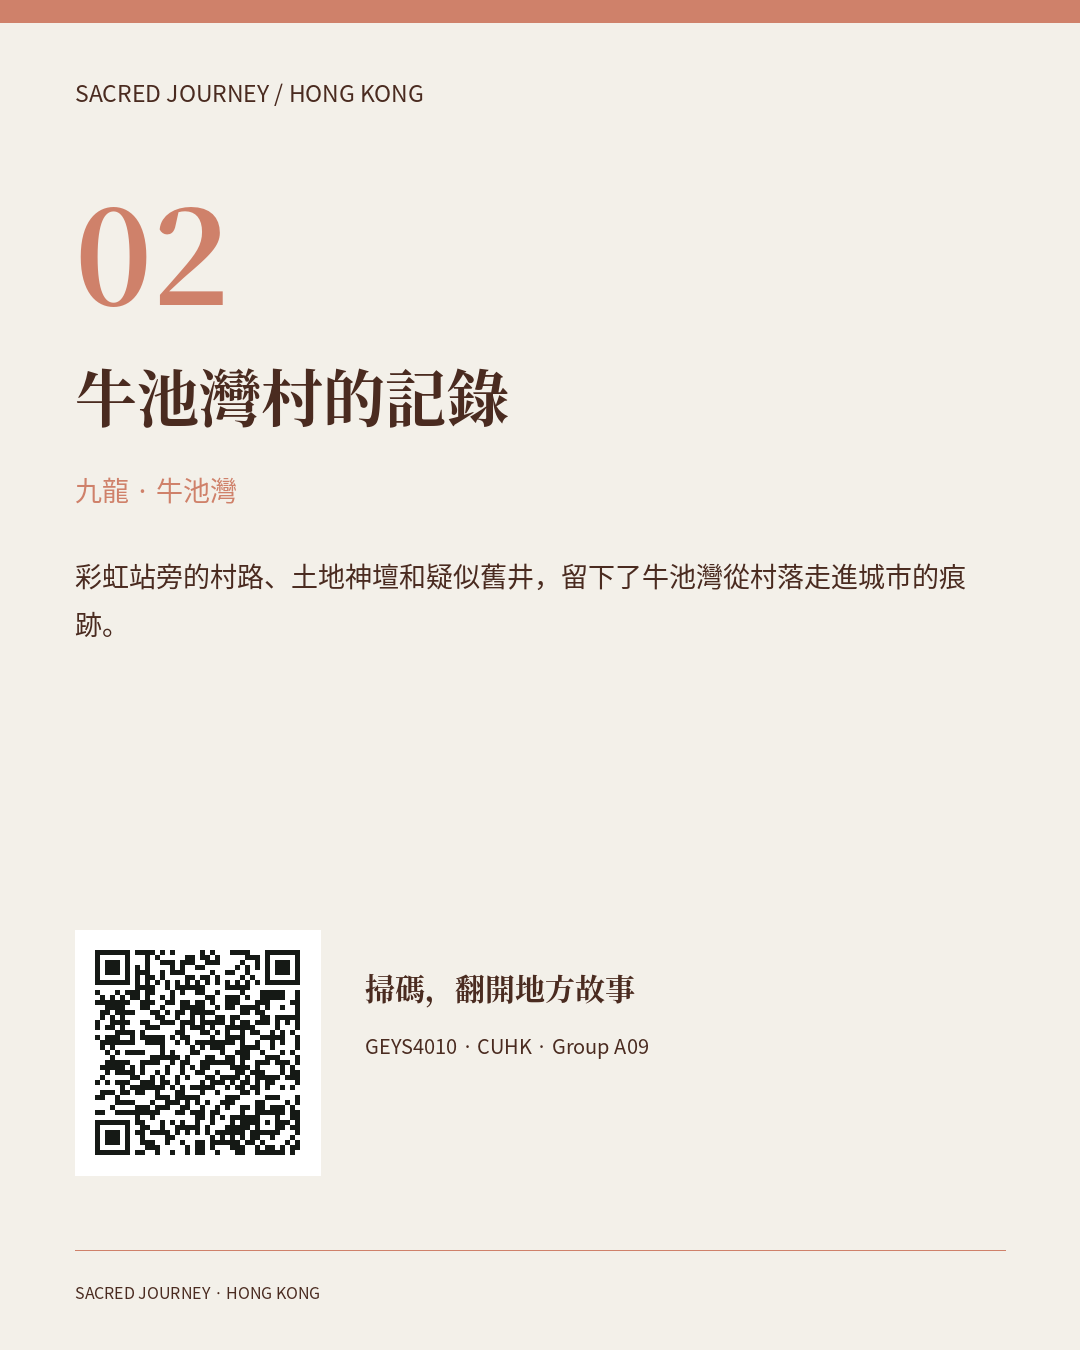 SACRED JOURNEY / HONG KONG
02
牛池灣村的記錄
九龍 · 牛池灣
彩虹站旁的村路、土地神壇和疑似舊井，留下了牛池灣從村落走進城市的痕
跡。
掃碼，翻開地方故事
GEYS4010 · CUHK · Group A09
SACRED JOURNEY · HONG KONG